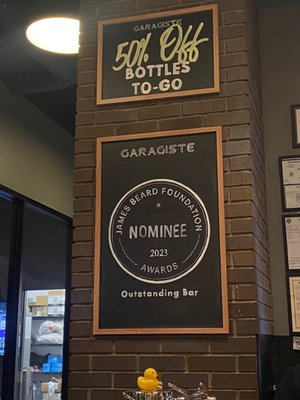 GARAGISTE
50% Off
BOTTLES
TO-GO
GARAGISTE
JAMES BEARD FOUNDATION
NOMINEE
2023
AWARDS
Outstanding Bar